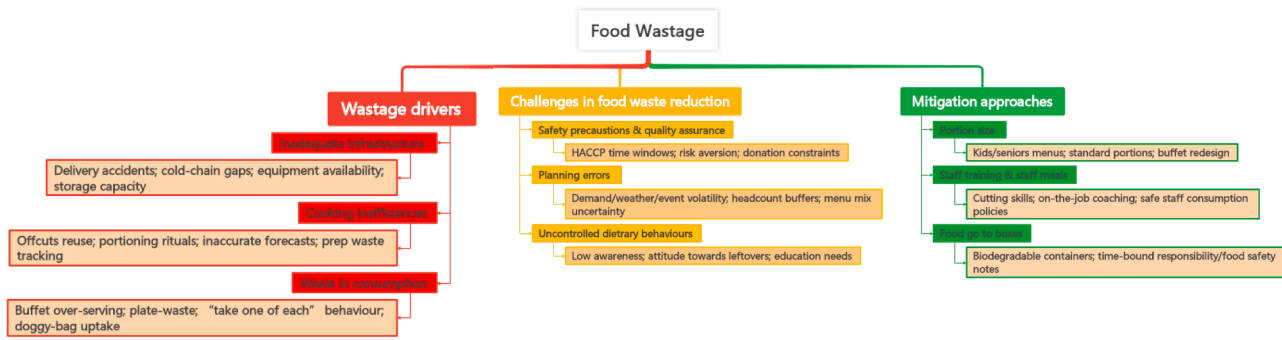 Food Wastage
Wastage drivers
Inadequate infrastructure
Delivery accidents; cold-chain gaps; equipment availability;
storage capacity
Cooking inefficiences
Offcuts reuse; portioning rituals; inaccurate forecasts; prep waste
tracking
Waste in consumption
Buffet over-serving; plate-waste; “take one of each” behaviour;
doggy-bag uptake
Challenges in food waste reduction
Safety precaustions & quality assurance
HACCP time windows; risk aversion; donation constraints
Planning errors
Demand/weather/event volatility; headcount buffers; menu mix
uncertainty
Uncontrolled dietrary behaviours
Low awareness; attitude towards leftovers; education needs
Mitigation approaches
Portion size
Kids/seniors menus; standard portions; buffet redesign
Staff training & staff meals
Cutting skills; on-the-job coaching; safe staff consumption
policies
Food go to boxes
Biodegradable containers; time-bound responsibility/food safety
notes